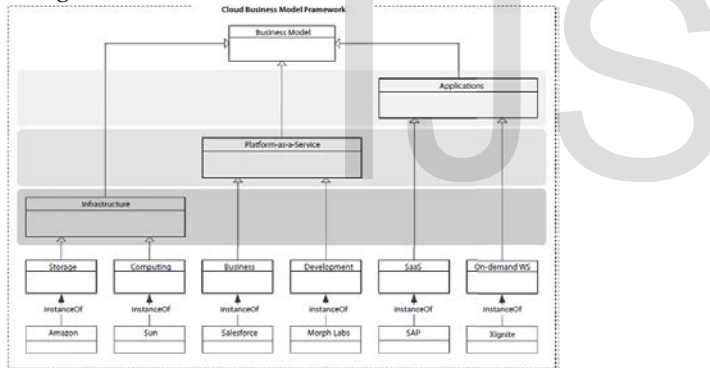 Cloud Business Model Framework
Business Model
Applications
Platform-as-a-Service
Infrastructure
Storage
Computing
Business
Development
SaaS
On-demand WS
instanceOf
instanceOf
instanceOf
instanceOf
instanceOf
instanceOf
Amazon
Sun
Salesforce
Morph Labs
SAP
Xignite